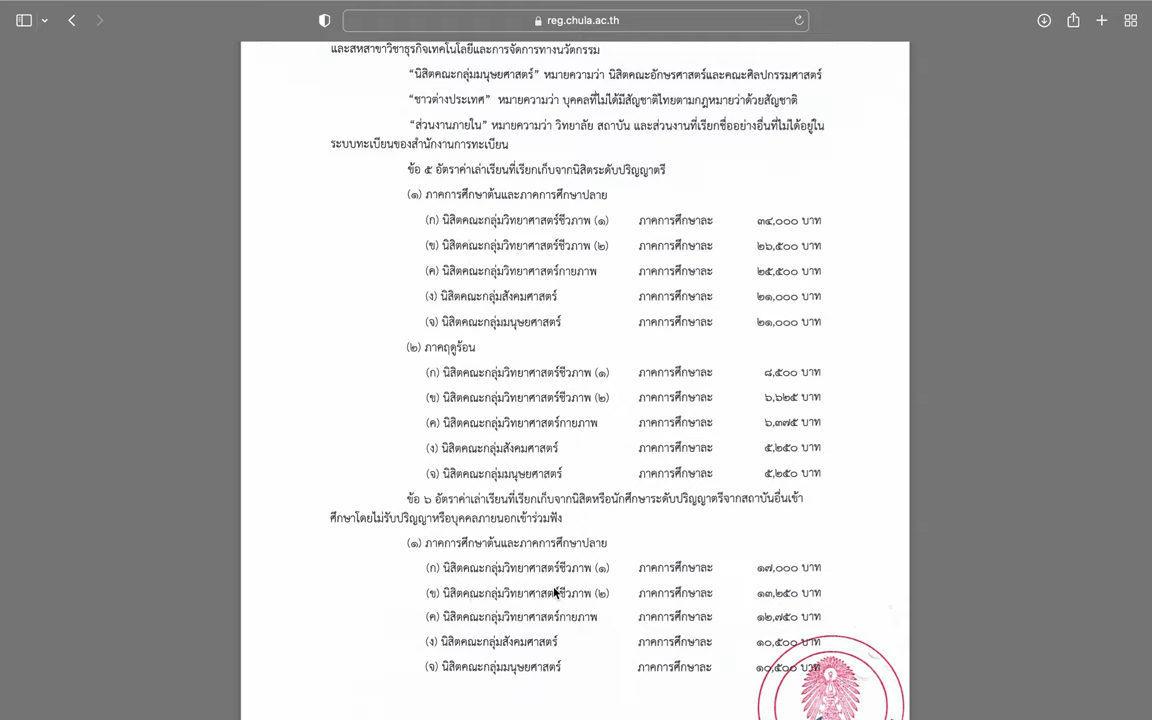 reg.chula.ac.th
และสหสาขาวิชาธุรกิจเทคโนโลยีและการจัดการทางนวัตกรรม
“นิสิตคณะกลุ่มมนุษยศาสตร์” หมายความว่า นิสิตคณะอักษรศาสตร์และคณะศิลปกรรมศาสตร์
“ชาวต่างประเทศ” หมายความว่า บุคคลที่ไม่ได้มีสัญชาติไทยตามกฎหมายว่าด้วยสัญชาติ
“ส่วนงานภายใน” หมายความว่า วิทยาลัย สถาบัน และส่วนงานที่เรียกชื่ออย่างอื่นที่ไม่ได้อยู่ใน
ระบบทะเบียนของสำนักงานการทะเบียน
ข้อ ๕ อัตราค่าเล่าเรียนที่เรียกเก็บจากนิสิตระดับปริญญาตรี
(๑) ภาคการศึกษาต้นและภาคการศึกษาปลาย
(ก) นิสิตคณะกลุ่มวิทยาศาสตร์ชีวภาพ (๑) ภาคการศึกษาละ ๓๔,๐๐๐ บาท
(ข) นิสิตคณะกลุ่มวิทยาศาสตร์ชีวภาพ (๒) ภาคการศึกษาละ ๒๖,๕๐๐ บาท
(ค) นิสิตคณะกลุ่มวิทยาศาสตร์กายภาพ ภาคการศึกษาละ ๒๕,๕๐๐ บาท
(ง) นิสิตคณะกลุ่มสังคมศาสตร์ ภาคการศึกษาละ ๒๑,๐๐๐ บาท
(จ) นิสิตคณะกลุ่มมนุษยศาสตร์ ภาคการศึกษาละ ๒๑,๐๐๐ บาท
(๒) ภาคฤดูร้อน
(ก) นิสิตคณะกลุ่มวิทยาศาสตร์ชีวภาพ (๑) ภาคการศึกษาละ ๘,๕๐๐ บาท
(ข) นิสิตคณะกลุ่มวิทยาศาสตร์ชีวภาพ (๒) ภาคการศึกษาละ ๖,๖๒๕ บาท
(ค) นิสิตคณะกลุ่มวิทยาศาสตร์กายภาพ ภาคการศึกษาละ ๖,๓๗๕ บาท
(ง) นิสิตคณะกลุ่มสังคมศาสตร์ ภาคการศึกษาละ ๕,๒๕๐ บาท
(จ) นิสิตคณะกลุ่มมนุษยศาสตร์ ภาคการศึกษาละ ๕,๒๕๐ บาท
ข้อ ๖ อัตราค่าเล่าเรียนที่เรียกเก็บจากนิสิตหรือนักศึกษาระดับปริญญาตรีจากสถาบันอื่นเข้า
ศึกษาโดยไม่รับปริญญาหรือบุคคลภายนอกเข้าร่วมฟัง
(๑) ภาคการศึกษาต้นและภาคการศึกษาปลาย
(ก) นิสิตคณะกลุ่มวิทยาศาสตร์ชีวภาพ (๑) ภาคการศึกษาละ ๑๗,๐๐๐ บาท
(ข) นิสิตคณะกลุ่มวิทยาศาสตร์ชีวภาพ (๒) ภาคการศึกษาละ ๑๓,๒๕๐ บาท
(ค) นิสิตคณะกลุ่มวิทยาศาสตร์กายภาพ ภาคการศึกษาละ ๑๒,๗๕๐ บาท
(ง) นิสิตคณะกลุ่มสังคมศาสตร์ ภาคการศึกษาละ ๑๐,๕๐๐ บาท
(จ) นิสิตคณะกลุ่มมนุษยศาสตร์ ภาคการศึกษาละ ๑๐,๕๐๐ บาท